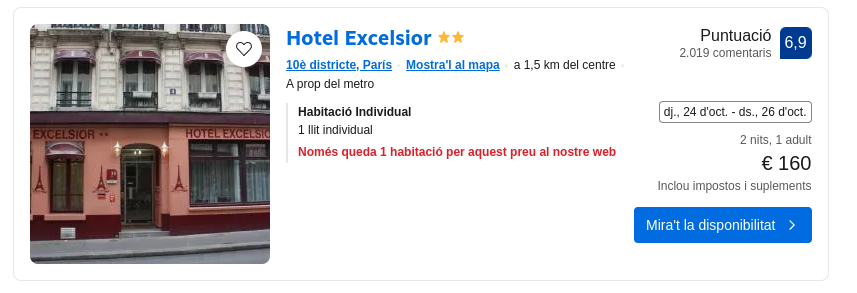 Hotel Excelsior
10è districte, París Mostra'l al mapa a 1,5 km del centre
A prop del metro
Habitació Individual
1 llit individual
Només queda 1 habitació per aquest preu al nostre web
Puntuació 6,9
2.019 comentaris
dj., 24 d'oct. - ds., 26 d'oct.
2 nits, 1 adult
€ 160
Inclou impostos i suplements
Mira't la disponibilitat
EXCELSIOR
HOTEL EXCELSIO